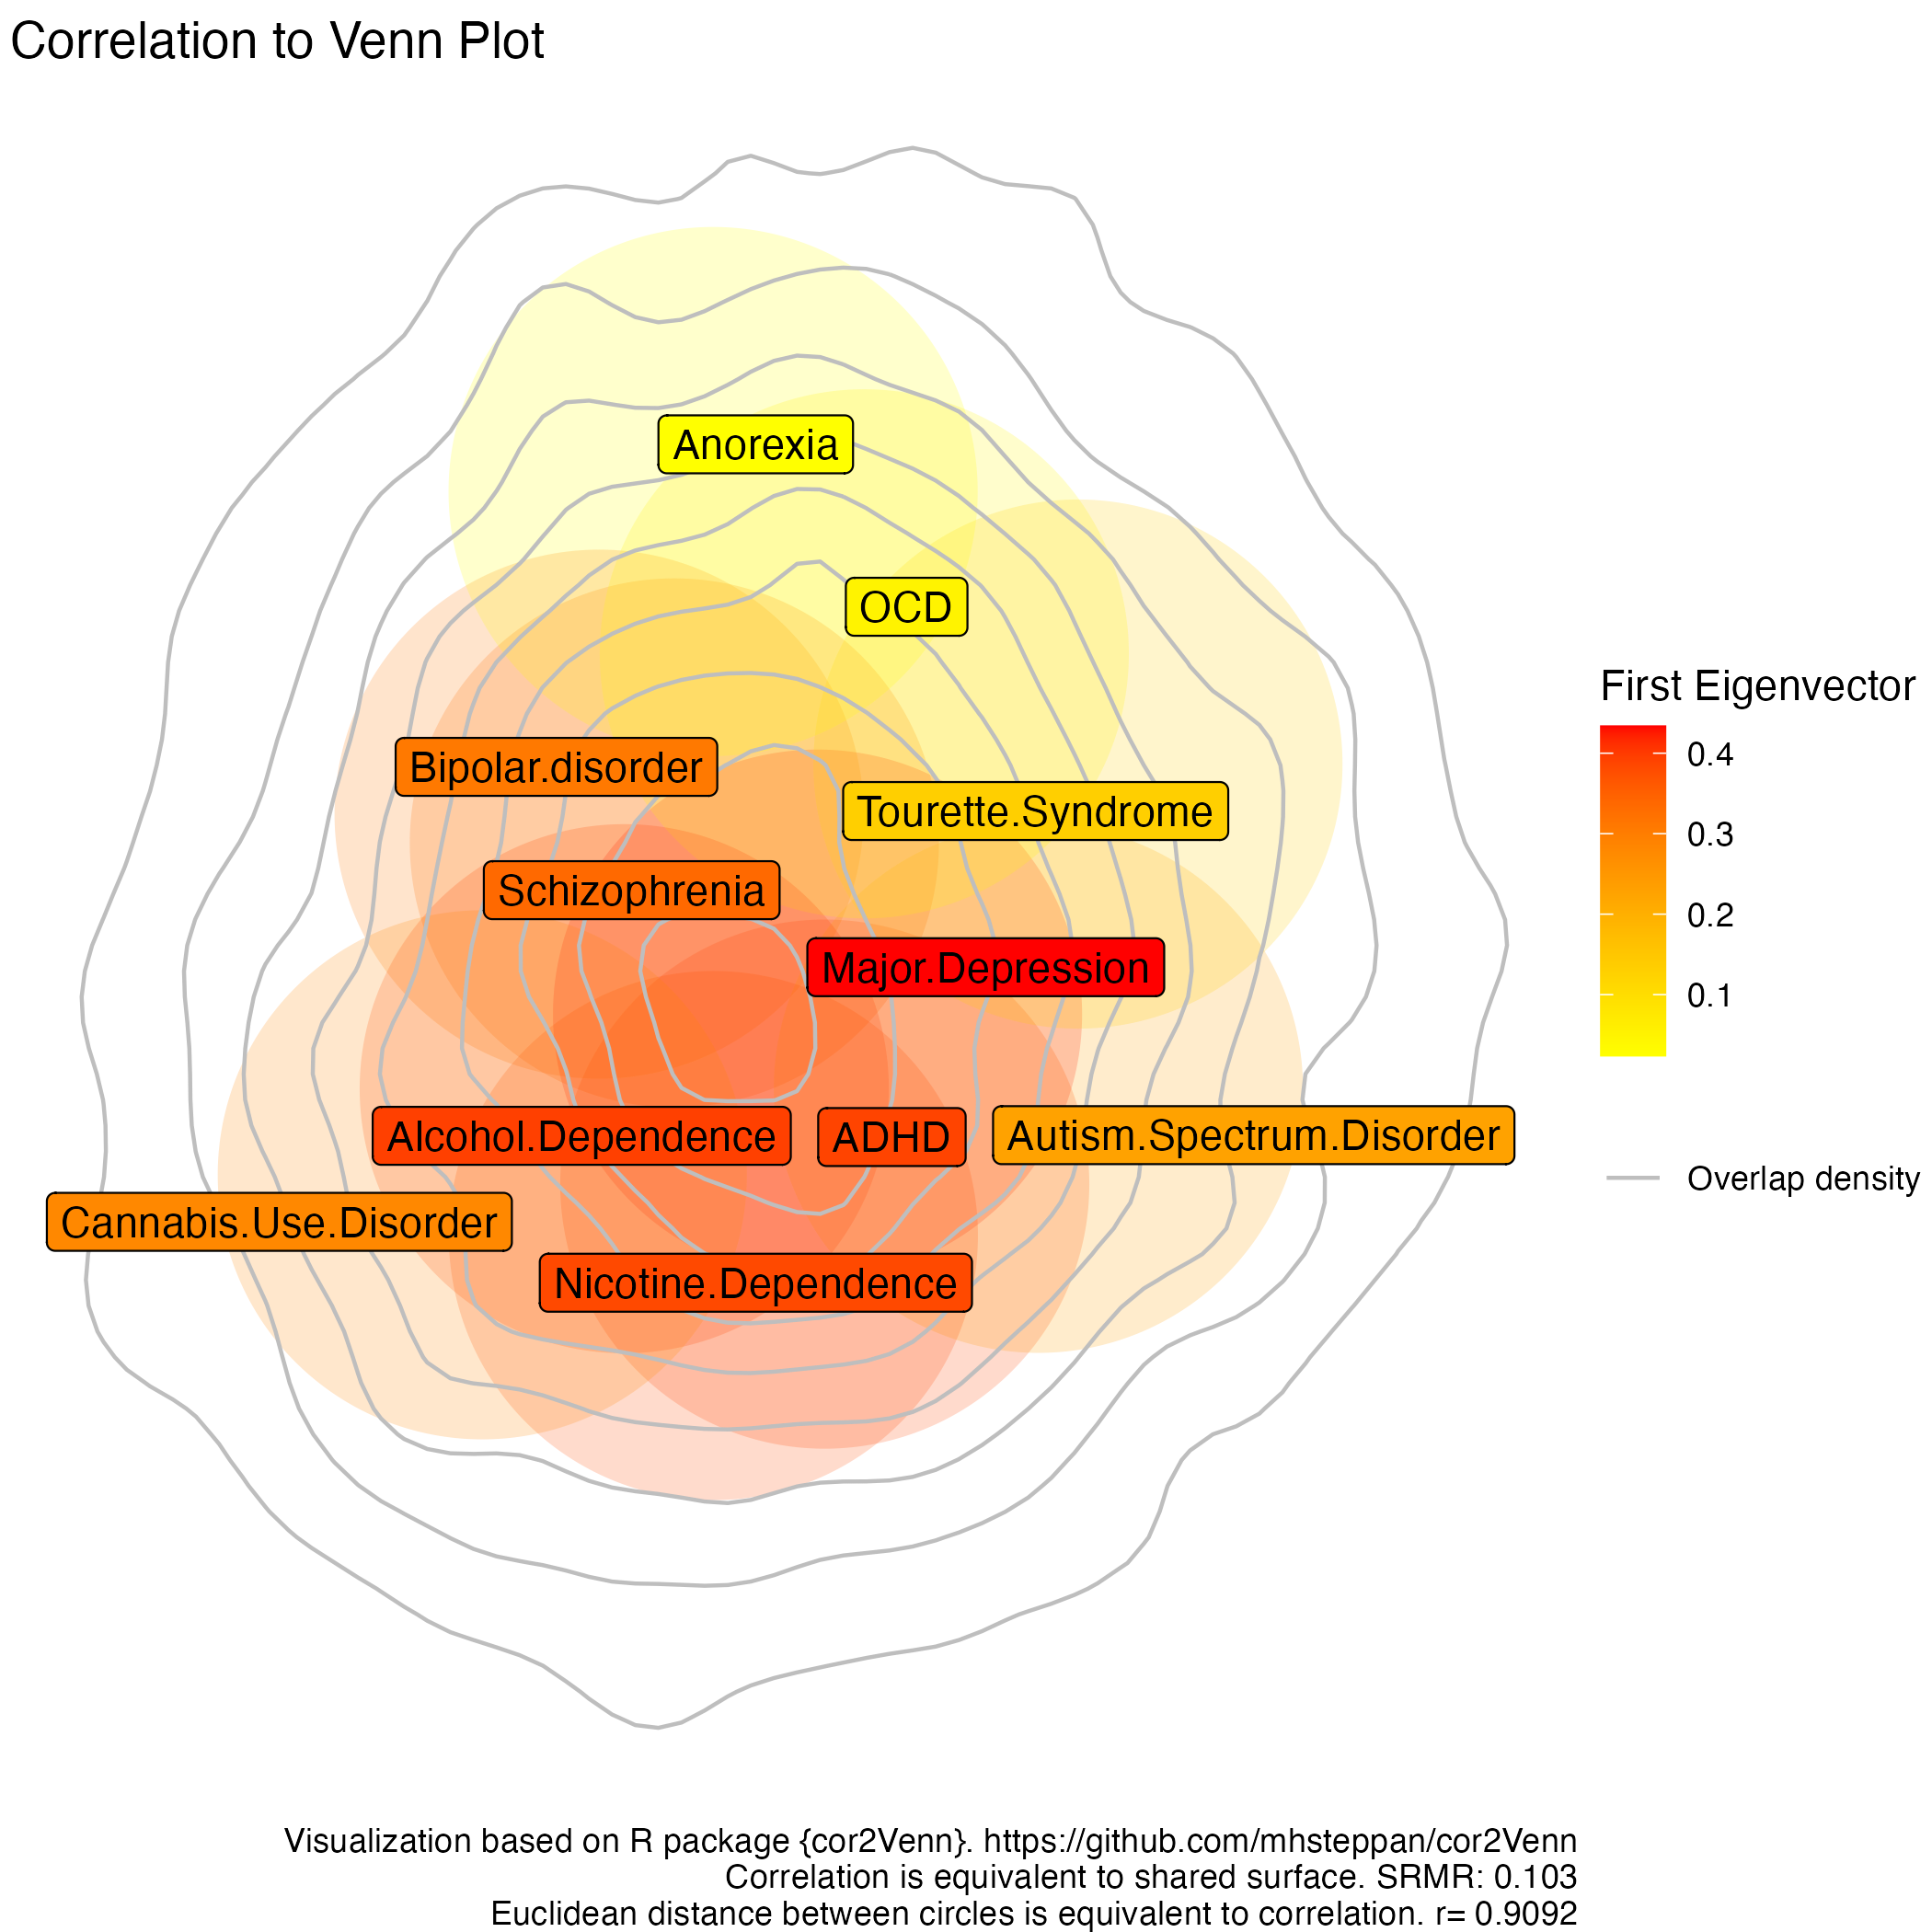 Correlation to Venn Plot
Anorexia
OCD
Bipolar.disorder
Tourette.Syndrome
Schizophrenia
Major.Depression
Alcohol.Dependence
ADHD
Autism.Spectrum.Disorder
Cannabis.Use.Disorder
Nicotine.Dependence
First Eigenvector
0.4
0.3
0.2
0.1
Overlap density
Visualization based on R package {cor2Venn}. https://github.com/mhsteppan/cor2Venn
Correlation is equivalent to shared surface. SRMR: 0.103
Euclidean distance between circles is equivalent to correlation. r= 0.9092